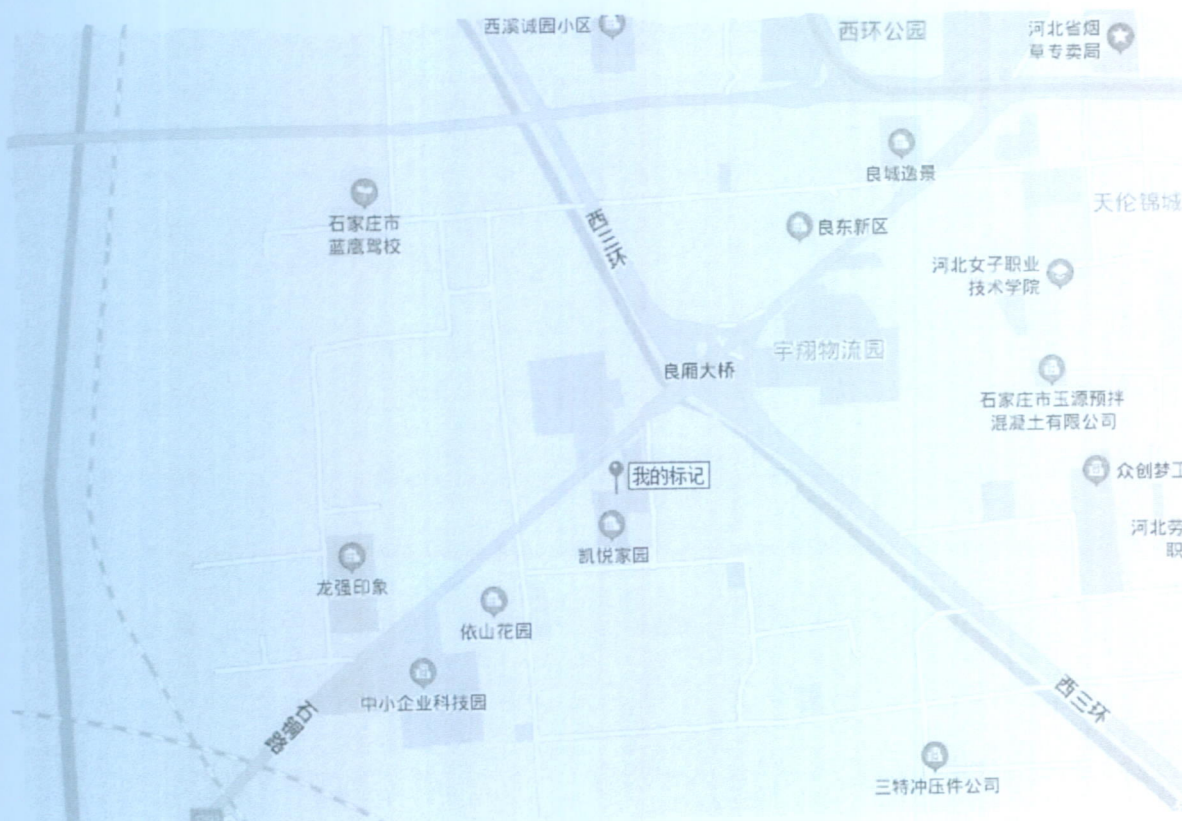 西溪诚园小区
西环公园
河北省烟
草专卖局
良城逸景
石家庄市
蓝鹰驾校
西三环
良东新区
天伦锦城
河北女子职业
技术学院
宇翔物流园
良厢大桥
石家庄市玉源预拌
混凝土有限公司
我的标记
众创梦工
凯悦家园
河北劳
职
龙强印象
依山花园
中小企业科技园
石铜路
西三环
三特冲压件公司